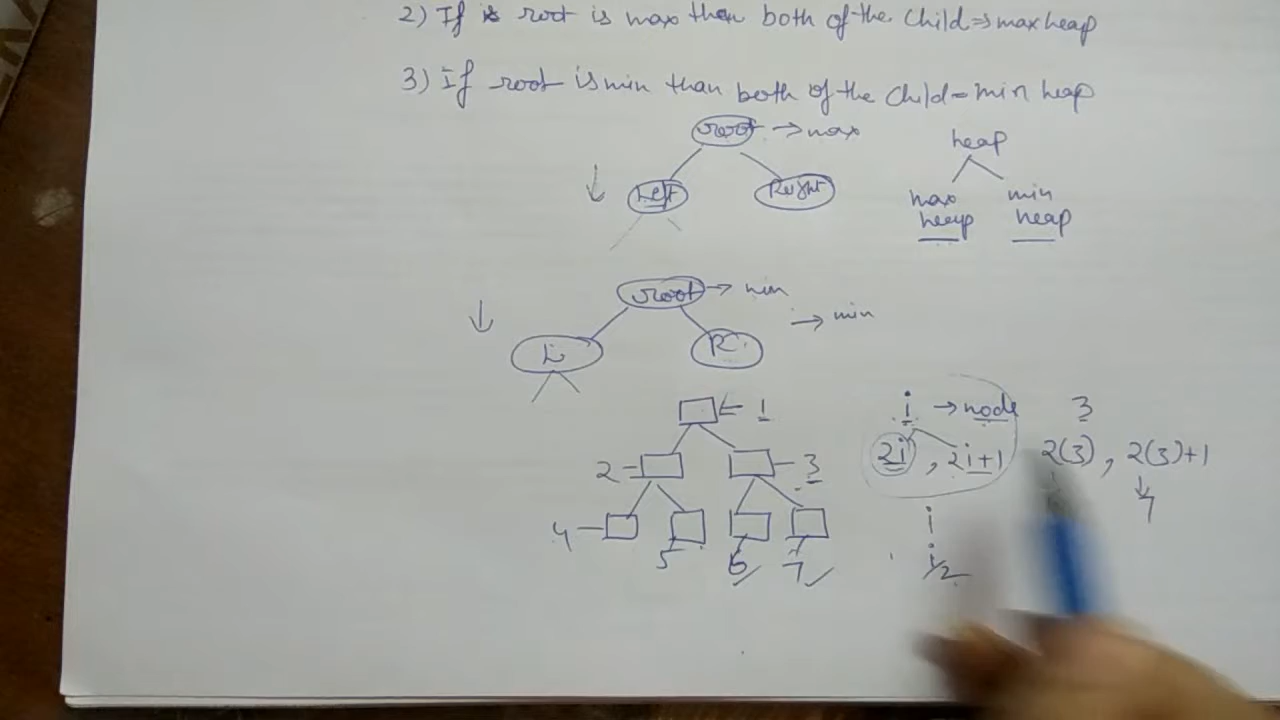 2) If root is max than both of the child => max heap
3) If root is min than both of the child = min heap
root → max
heap
Left
Right
max heap
min heap
root → min
→ min
L
R
1
i → node
3
2
3
2i , 2i+1
2(3) , 2(3)+1
4
7
i
5
6
7
i/2